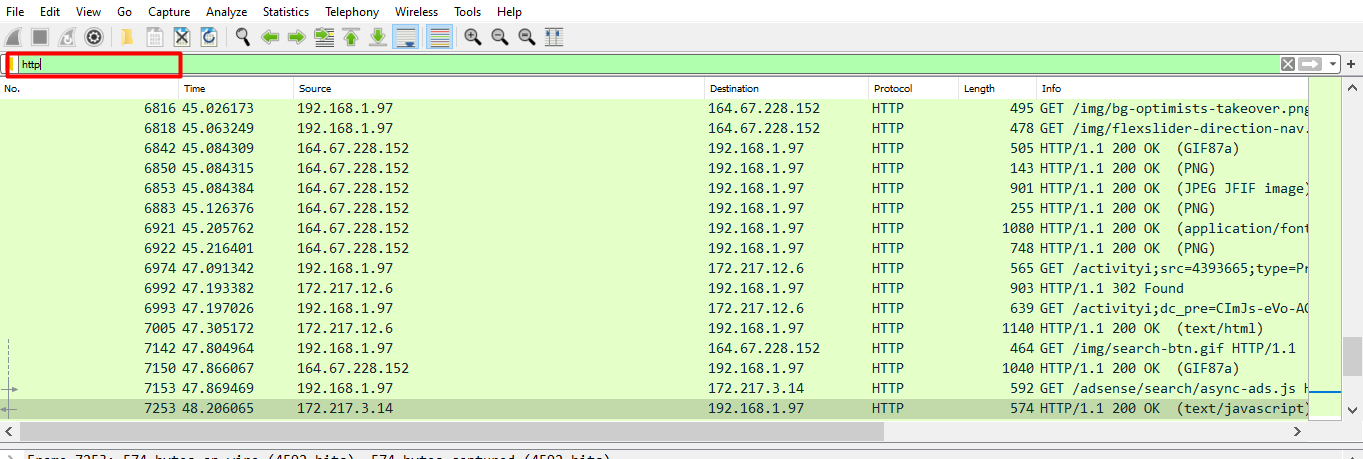 File Edit View Go Capture Analyze Statistics Telephony Wireless Tools Help
http
No. Time Source Destination Protocol Length Info
6816 45.026173 192.168.1.97 164.67.228.152 HTTP 495 GET /img/bg-optimists-takeover.png
6818 45.063249 192.168.1.97 164.67.228.152 HTTP 478 GET /img/flexslider-direction-nav.
6842 45.084309 164.67.228.152 192.168.1.97 HTTP 505 HTTP/1.1 200 OK (GIF87a)
6850 45.084315 164.67.228.152 192.168.1.97 HTTP 143 HTTP/1.1 200 OK (PNG)
6853 45.084384 164.67.228.152 192.168.1.97 HTTP 901 HTTP/1.1 200 OK (JPEG JFIF image)
6883 45.126376 164.67.228.152 192.168.1.97 HTTP 255 HTTP/1.1 200 OK (PNG)
6921 45.205762 164.67.228.152 192.168.1.97 HTTP 1080 HTTP/1.1 200 OK (application/font
6922 45.216401 164.67.228.152 192.168.1.97 HTTP 748 HTTP/1.1 200 OK (PNG)
6974 47.091342 192.168.1.97 172.217.12.6 HTTP 565 GET /activityi;src=4393665;type=Pr
6992 47.193382 172.217.12.6 192.168.1.97 HTTP 903 HTTP/1.1 302 Found
6993 47.197026 192.168.1.97 172.217.12.6 HTTP 639 GET /activityi;dc_pre=CImJs-eVo-AC
7005 47.305172 172.217.12.6 192.168.1.97 HTTP 1140 HTTP/1.1 200 OK (text/html)
7142 47.804964 192.168.1.97 164.67.228.152 HTTP 464 GET /img/search-btn.gif HTTP/1.1
7150 47.866067 164.67.228.152 192.168.1.97 HTTP 1040 HTTP/1.1 200 OK (GIF87a)
7153 47.869469 192.168.1.97 172.217.3.14 HTTP 592 GET /adsense/search/async-ads.js H
7253 48.206065 172.217.3.14 192.168.1.97 HTTP 574 HTTP/1.1 200 OK (text/javascript)
Frame 7253: 574 bytes on wire (4592 bits), 574 bytes captured (4592 bits)